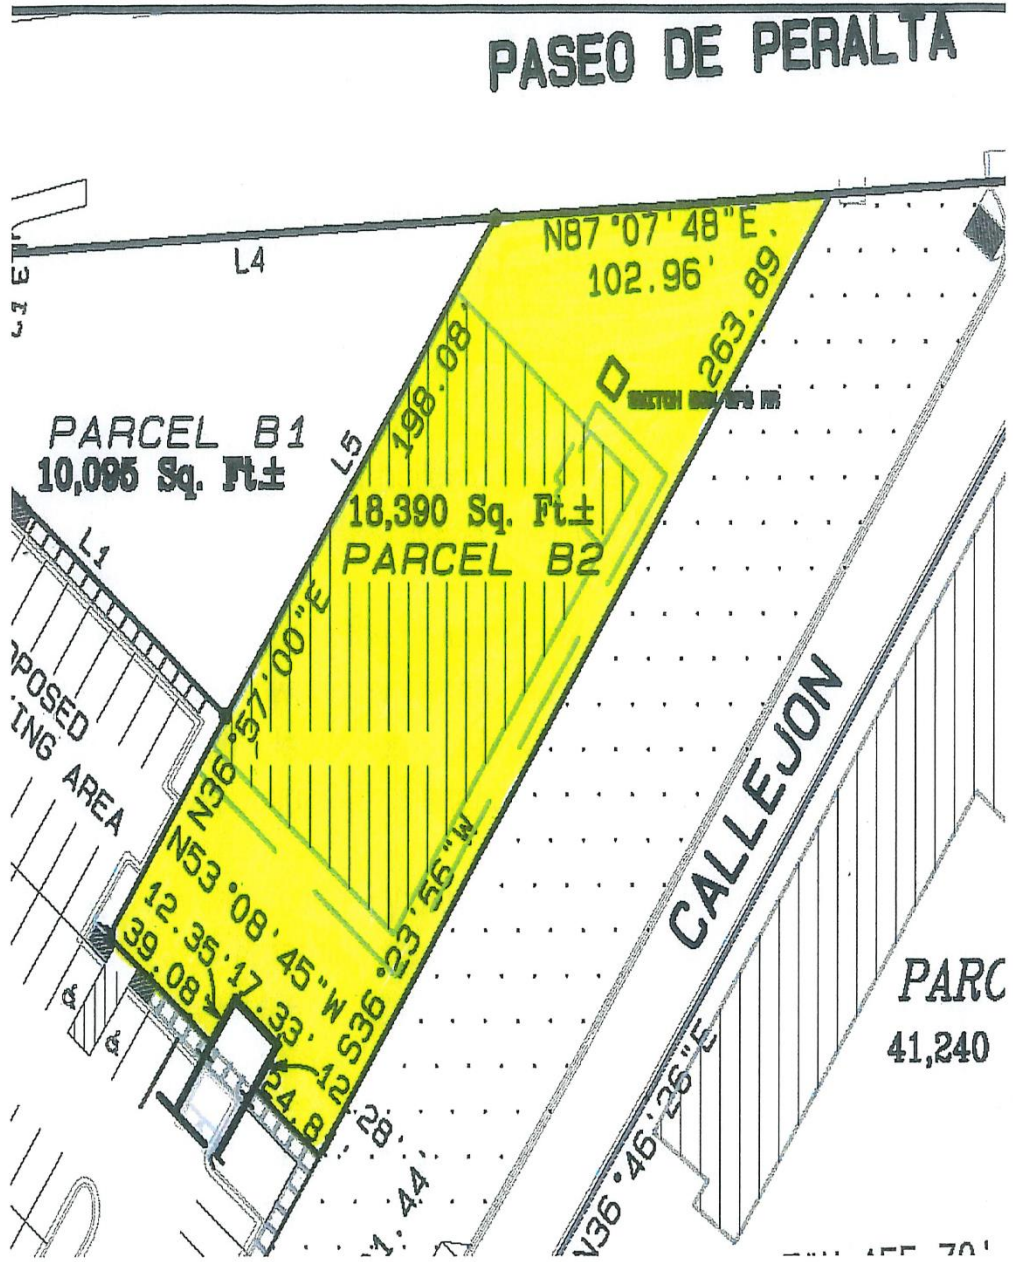 PASEO DE PERALTA
N87°07'48"E.
102.96'
L4
263.89
198.08'
L5
PARCEL B1
10,095 Sq. Ft±
18,390 Sq. Ft±
PARCEL B2
L1
N36°57'00"E
AREA
N53°08'45"W
12.35'
17.33'
39.08
12.28'
24.8
S36°23'56"W
CALLEJON
PARC
41,240
N36°46'26"E